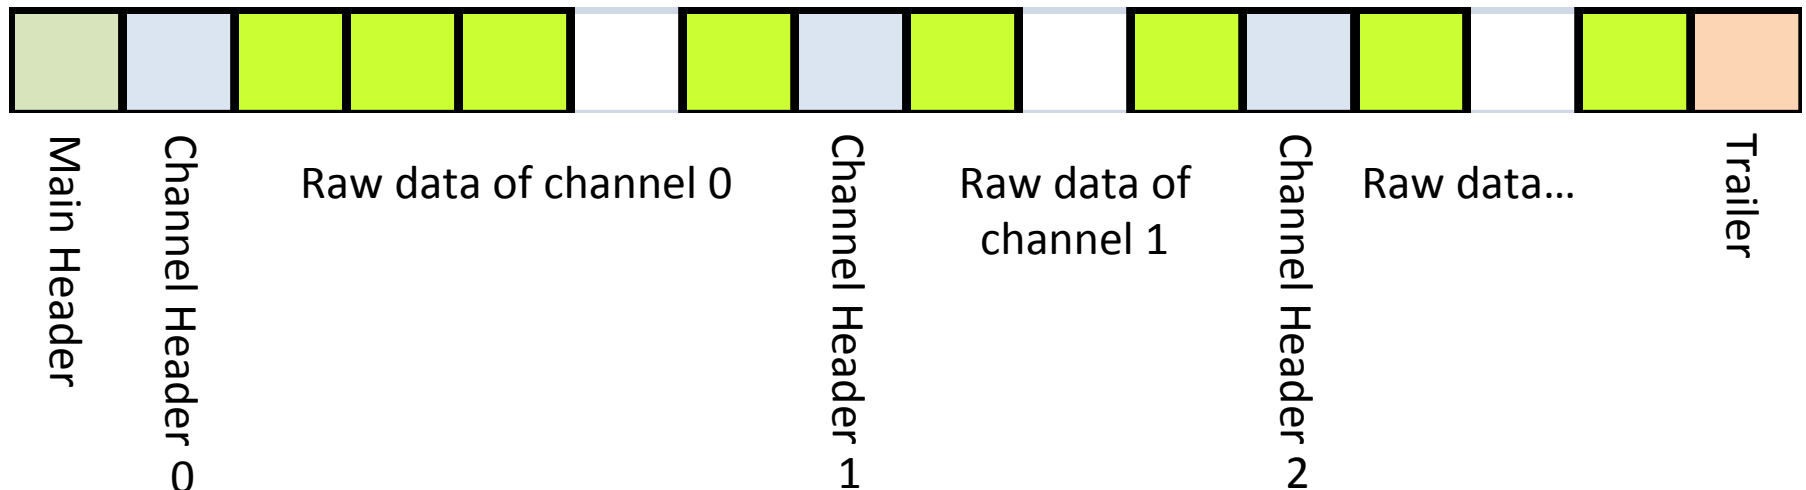 Main Header
Channel Header 0
Raw data of channel 0
Channel Header
1
Raw data of
channel 1
Channel Header
2
Raw data…
Trailer